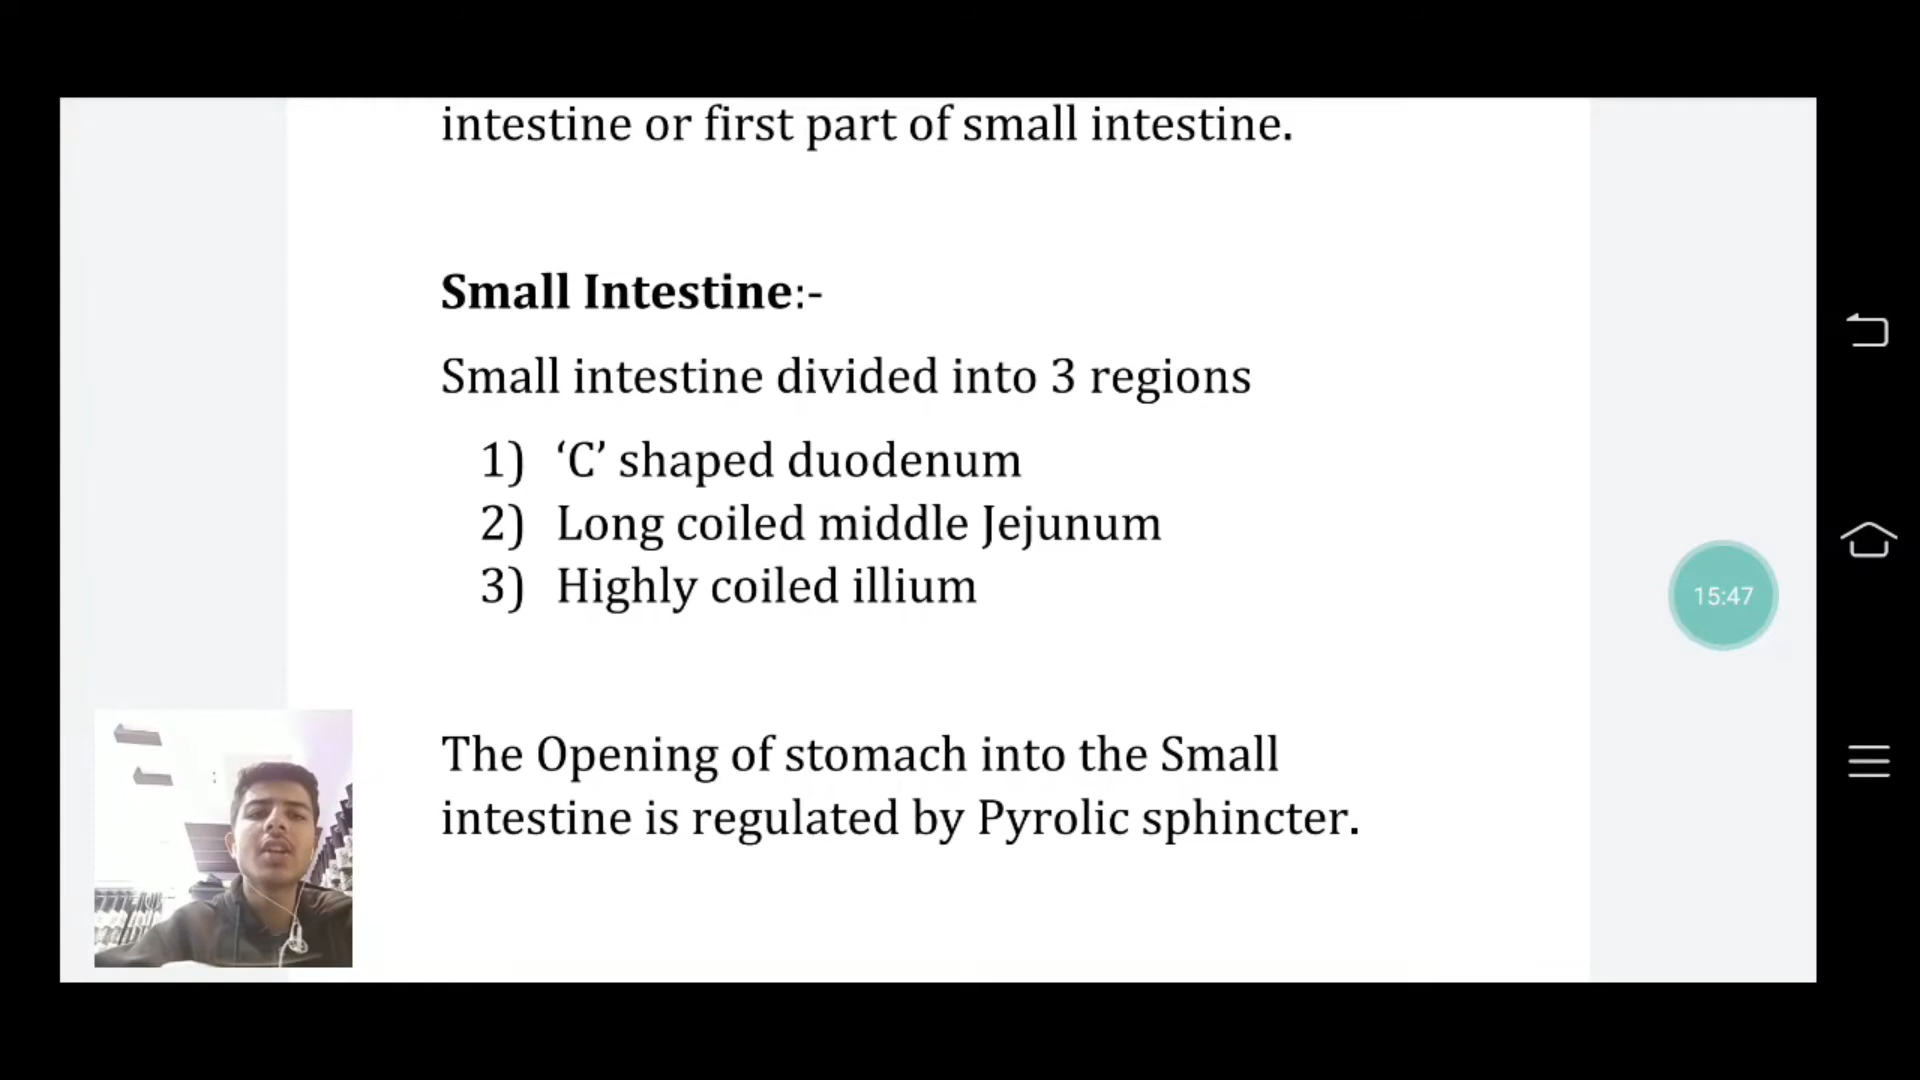 intestine or first part of small intestine.
Small Intestine:-
Small intestine divided into 3 regions
1) ‘C’ shaped duodenum
2) Long coiled middle Jejunum
3) Highly coiled illium
15:47
The Opening of stomach into the Small
intestine is regulated by Pyrolic sphincter.